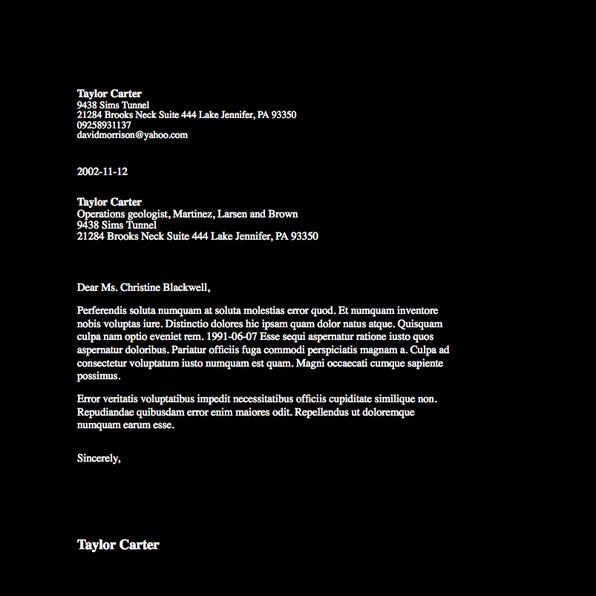 Taylor Carter
9438 Sims Tunnel
21284 Brooks Neck Suite 444 Lake Jennifer, PA 93350
09258931137
davidmorrison@yahoo.com
2002-11-12
Taylor Carter
Operations geologist, Martinez, Larsen and Brown
9438 Sims Tunnel
21284 Brooks Neck Suite 444 Lake Jennifer, PA 93350
Dear Ms. Christine Blackwell,
Perferendis soluta numquam at soluta molestias error quod. Et numquam inventore
nobis voluptas iure. Distinctio dolores hic ipsam quam dolor natus atque. Quisquam
culpa nam optio eveniet rem. 1991-06-07 Esse sequi aspernatur ratione iusto quos
aspernatur doloribus. Pariatur officiis fuga commodi perspiciatis magnam a. Culpa ad
consectetur voluptatum iusto numquam est quam. Magni occaecati cumque sapiente
possimus.
Error veritatis voluptatibus impedit necessitatibus officiis cupiditate similique non.
Repudiandae quibusdam error enim maiores odit. Repellendus ut doloremque
numquam earum esse.
Sincerely,
Taylor Carter